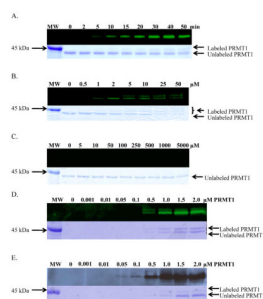 A.
MW 0 2 5 10 15 20 30 40 50 min
45 kDa
Labeled PRMT1
Unlabeled PRMT1
B.
MW 0 0.5 1 2 5 10 25 50 µM
45 kDa
Labeled PRMT1
Unlabeled PRMT1
C.
MW 0 5 10 50 100 250 500 1000 5000 µM
45 kDa
Unlabeled PRMT1
D.
MW 0 0.001 0.01 0.05 0.1 0.5 1.0 1.5 2.0 µM PRMT1
45 kDa
Labeled PRMT1
Unlabeled PRMT1
E.
MW 0 0.001 0.01 0.05 0.1 0.5 1.0 1.5 2.0 µM PRMT1
45 kDa
Labeled PRMT1
Unlabeled PRMT1